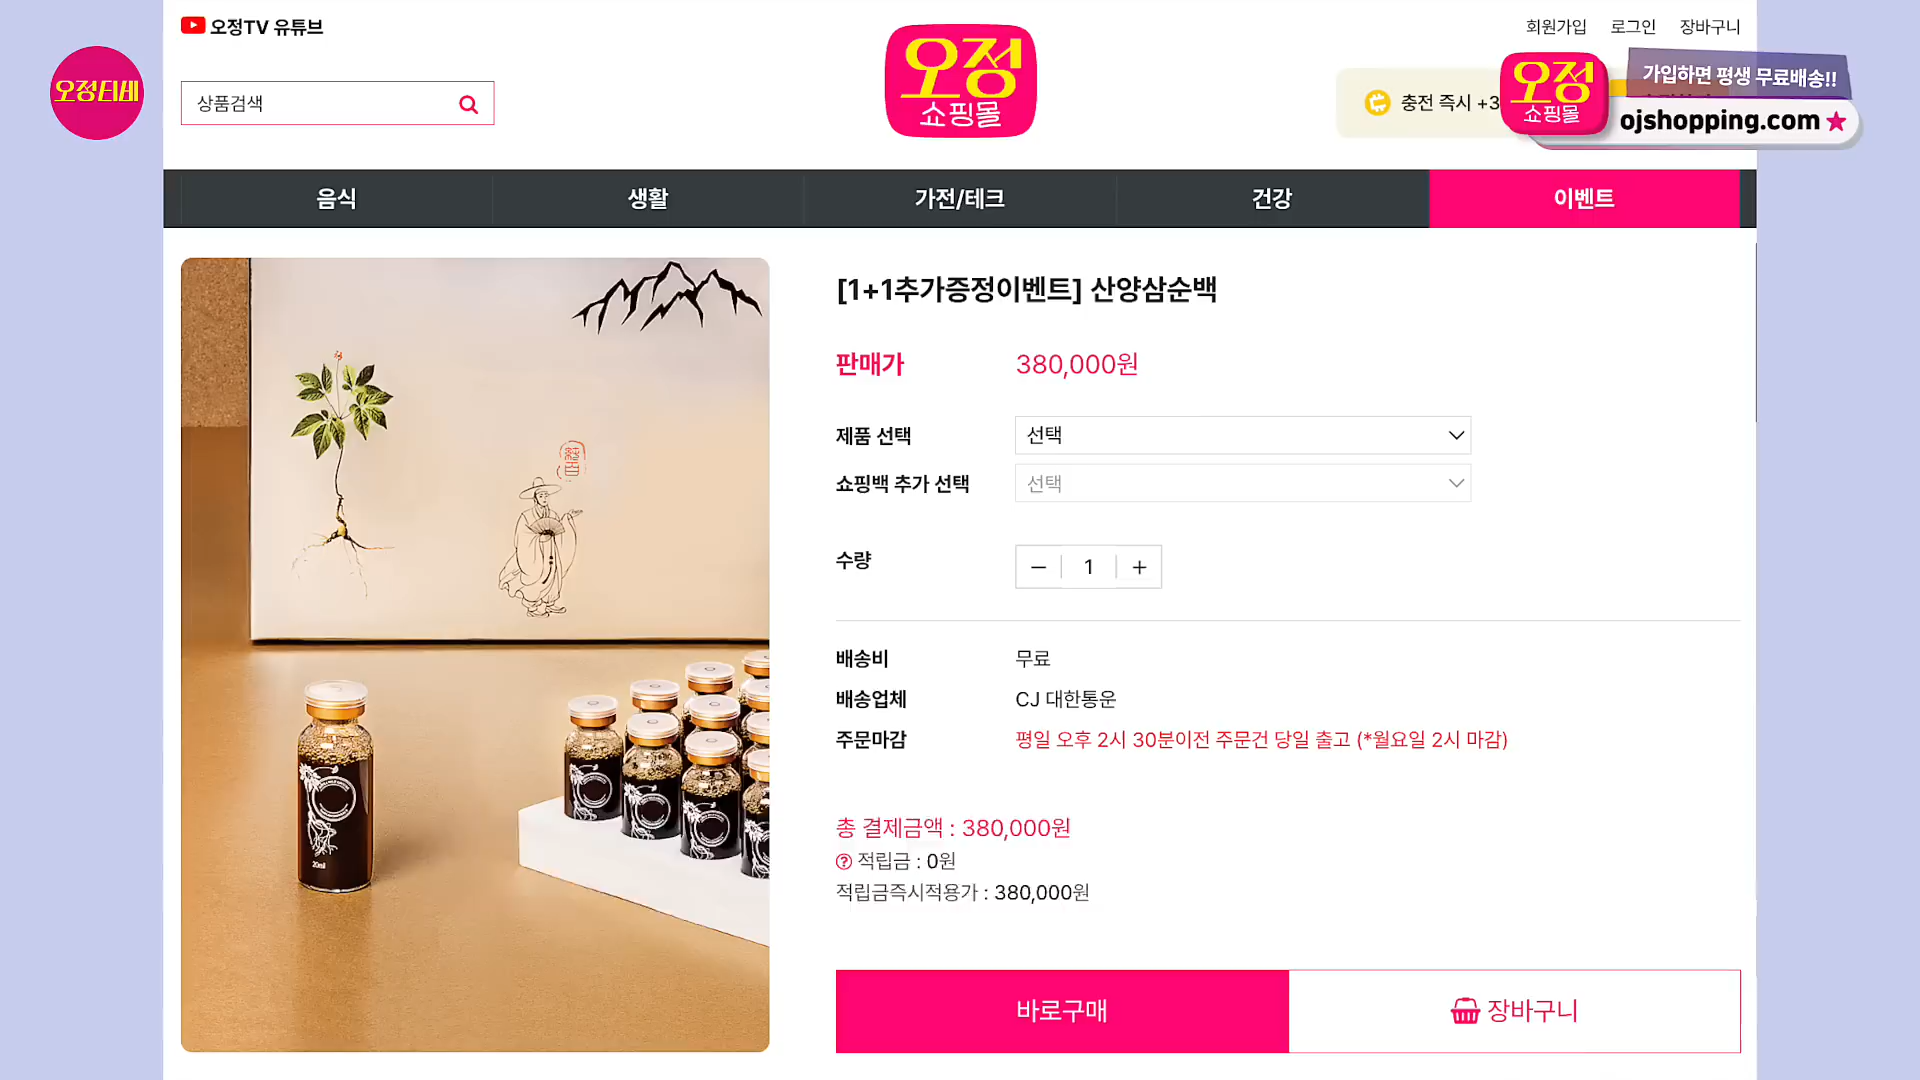 오정TV 유튜브
회원가입 로그인 장바구니
오정티비
상품검색
오정
쇼핑몰
충전 즉시 +3
오정
쇼핑몰
가입하면 평생 무료배송!!
ojshopping.com
음식 생활 가전/테크 건강 이벤트
[1+1추가증정이벤트] 산양삼순백
판매가 380,000원
제품 선택 선택
쇼핑백 추가 선택 선택
수량 1
배송비 무료
배송업체 CJ 대한통운
주문마감 평일 오후 2시 30분이전 주문건 당일 출고 (*월요일 2시 마감)
총 결제금액 : 380,000원
적립금 : 0원
적립금즉시적용가 : 380,000원
바로구매 장바구니
20ml